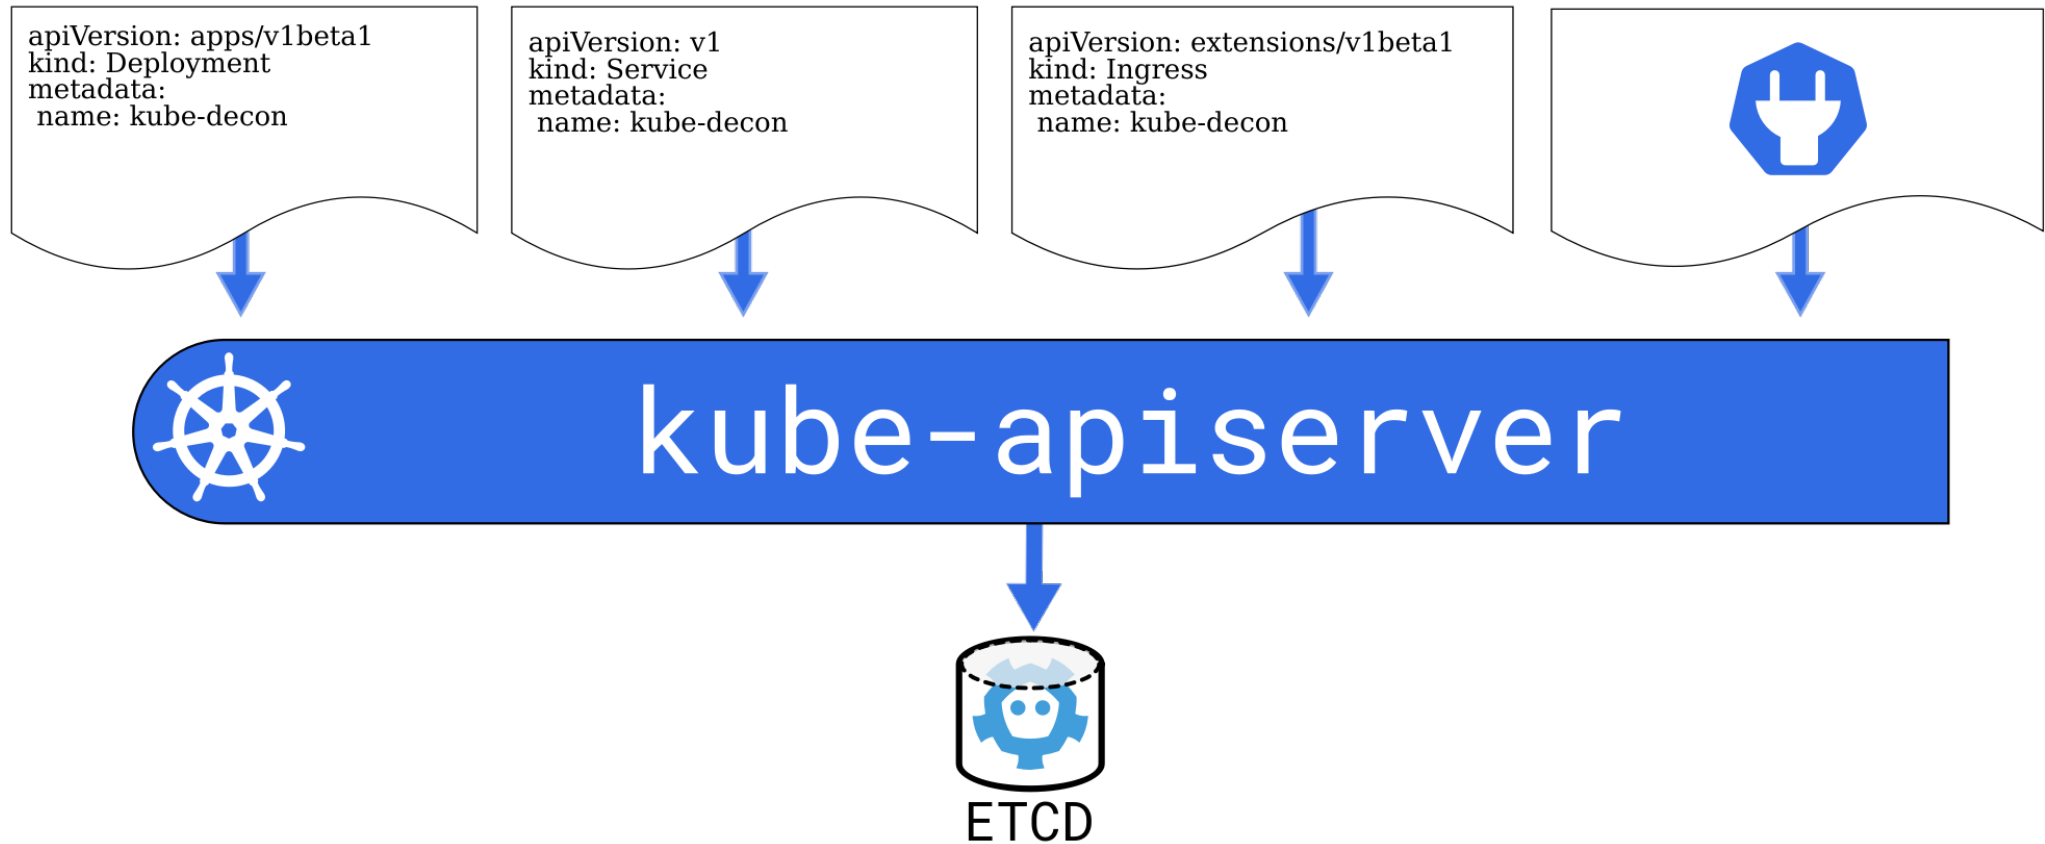 apiVersion: apps/v1beta1
kind: Deployment
metadata:
 name: kube-decon
apiVersion: v1
kind: Service
metadata:
 name: kube-decon
apiVersion: extensions/v1beta1
kind: Ingress
metadata:
 name: kube-decon
kube-apiserver
ETCD